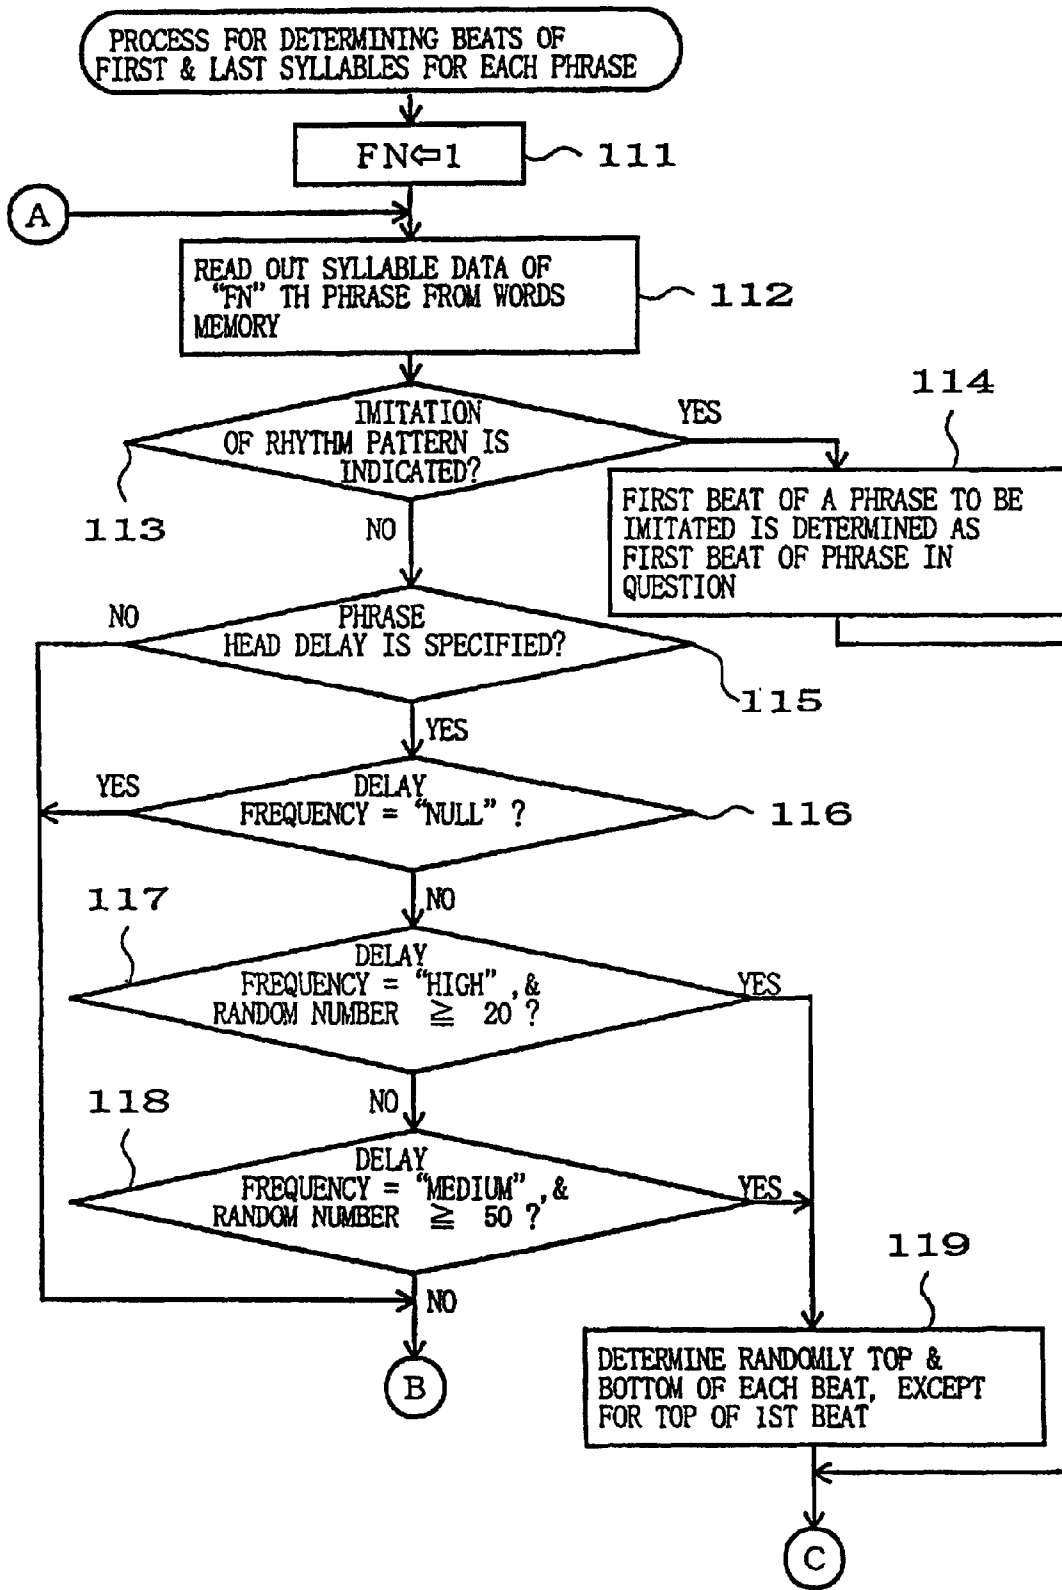 PROCESS FOR DETERMINING BEATS OF
FIRST & LAST SYLLABLES FOR EACH PHRASE
FN⇦1
111
A
READ OUT SYLLABLE DATA OF
“FN” TH PHRASE FROM WORDS
MEMORY
112
IMITATION
OF RHYTHM PATTERN IS
INDICATED?
YES
113
NO
114
FIRST BEAT OF A PHRASE TO BE
IMITATED IS DETERMINED AS
FIRST BEAT OF PHRASE IN
QUESTION
NO
PHRASE
HEAD DELAY IS SPECIFIED?
115
YES
YES
DELAY
FREQUENCY = “NULL” ?
116
NO
117
DELAY
FREQUENCY = “HIGH” ,&
RANDOM NUMBER ≧ 20 ?
YES
NO
118
DELAY
FREQUENCY = “MEDIUM” ,&
RANDOM NUMBER ≧ 50 ?
YES
NO
B
119
DETERMINE RANDOMLY TOP &
BOTTOM OF EACH BEAT, EXCEPT
FOR TOP OF 1ST BEAT
C